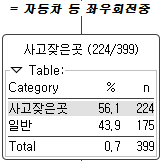 = 자동차 등 좌우회전중
사고잦은곳 (224/399)
Table:
Category % n
사고잦은곳 56,1 224
일반 43,9 175
Total 0,7 399